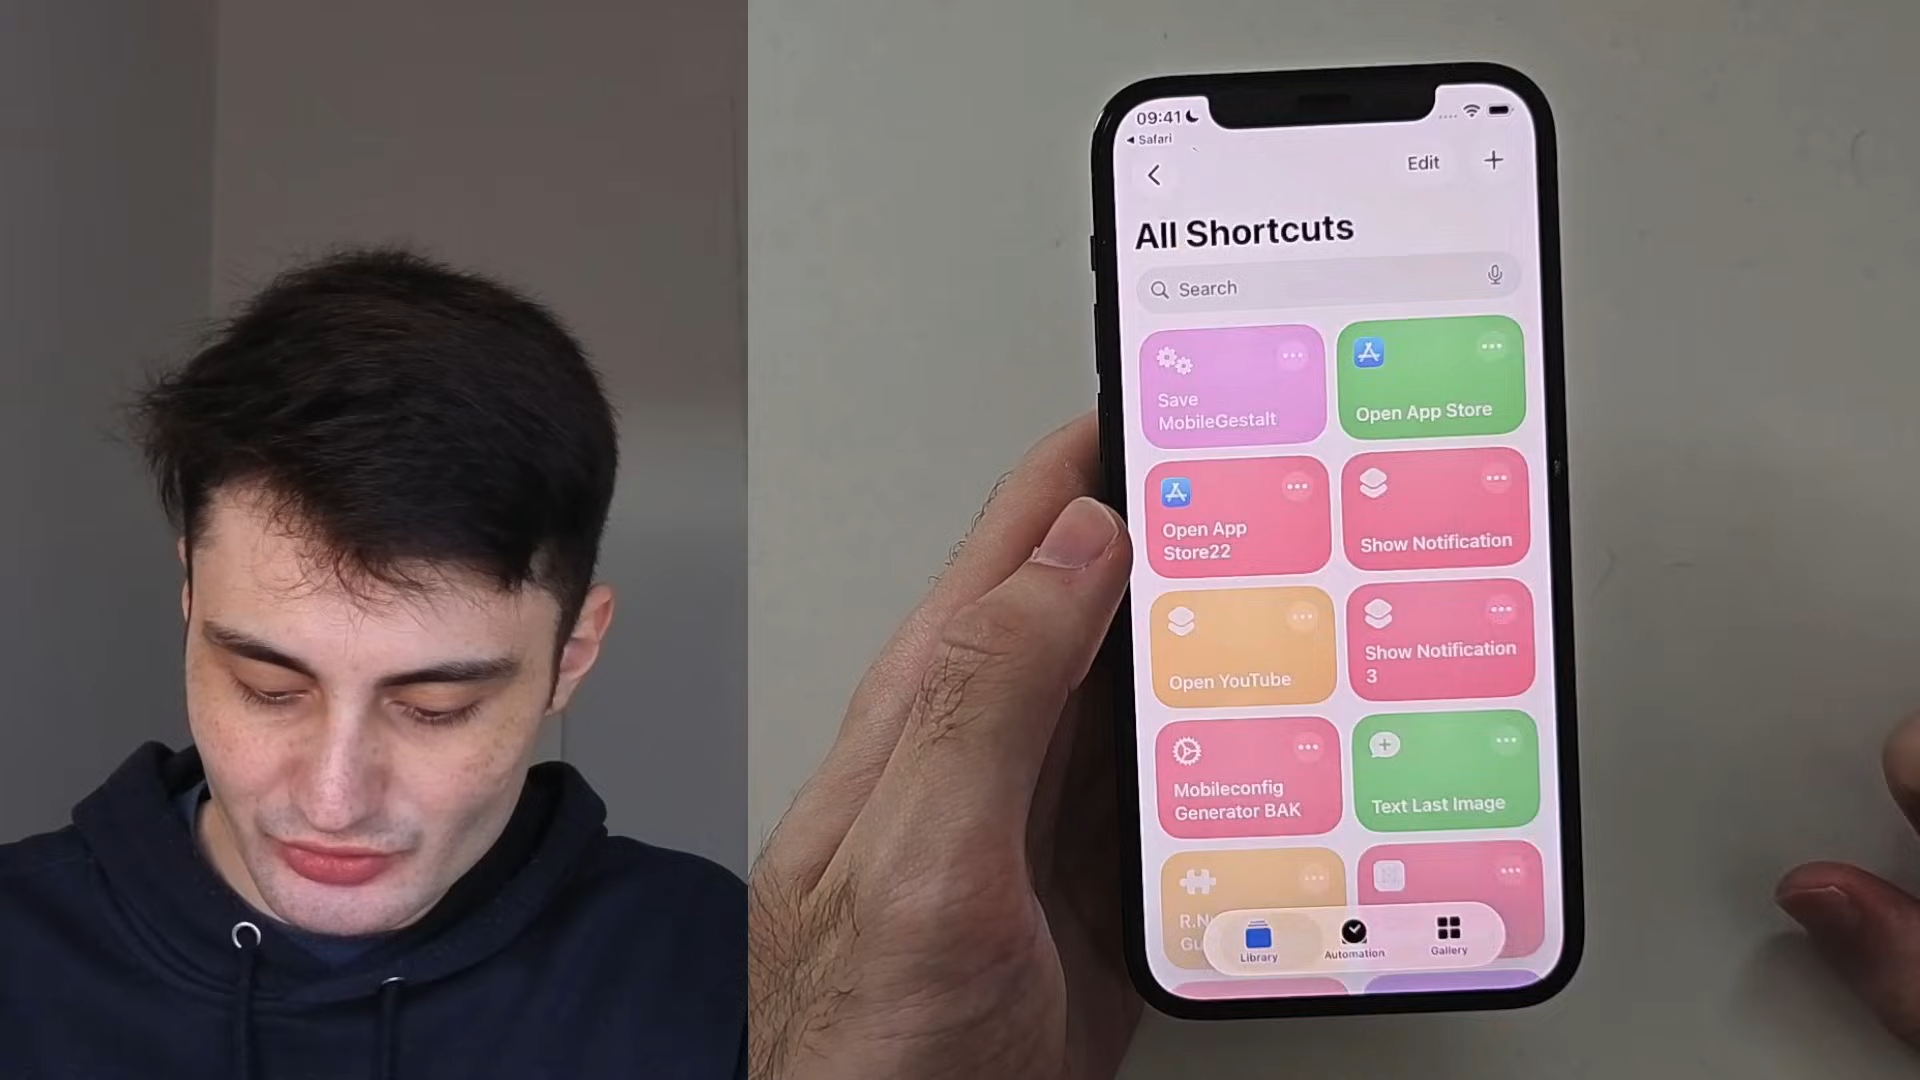 09:41
Safari
Edit
All Shortcuts
Search
Save
MobileGestalt
Open App Store
Open App
Store22
Show Notification
Open YouTube
Show Notification
3
Mobileconfig
Generator BAK
Text Last Image
Library
Automation
Gallery